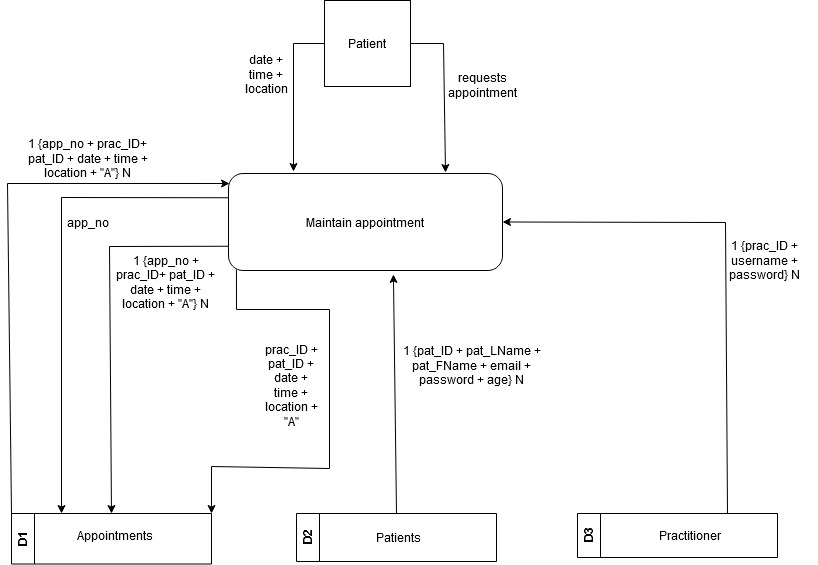 Patient
date +
time +
location
requests
appointment
1 {app_no + prac_ID+
pat_ID + date + time +
location + "A"} N
Maintain appointment
app_no
1 {app_no +
prac_ID+ pat_ID +
date + time +
location + "A"} N
1 {prac_ID +
username +
password} N
prac_ID +
pat_ID +
date +
time +
location +
"A"
1 {pat_ID + pat_LName +
pat_FName + email +
password + age} N
D1
Appointments
D2
Patients
D3
Practitioner